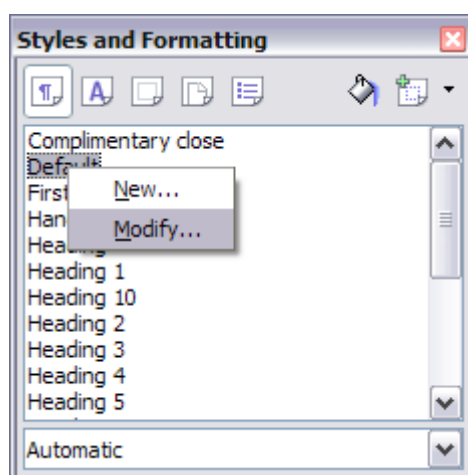 Styles and Formatting
Complimentary close
Default
First
New...
Han
Modify...
Hea
Heading 1
Heading 10
Heading 2
Heading 3
Heading 4
Heading 5
Automatic